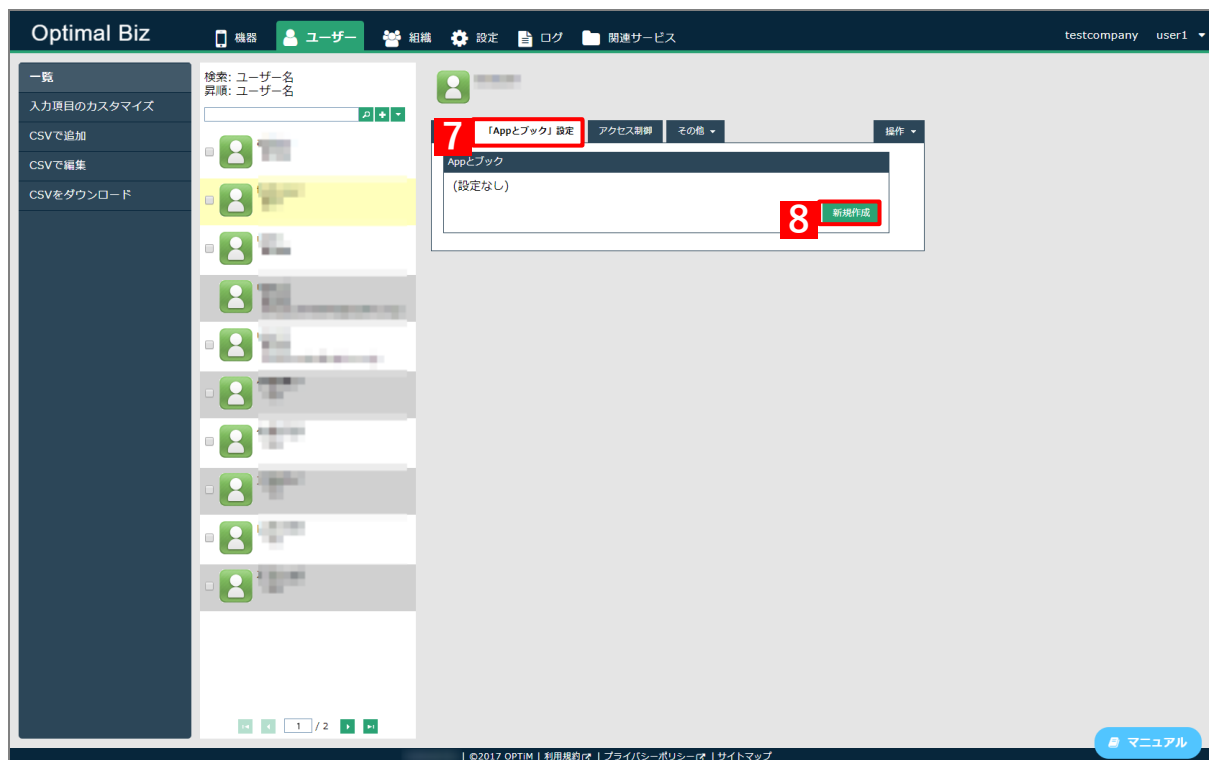 Optimal Biz
機器
ユーザー
組織
設定
ログ
関連サービス
testcompany
user1
一覧
入力項目のカスタマイズ
CSVで追加
CSVで編集
CSVをダウンロード
検索: ユーザー名
昇順: ユーザー名
1 / 2
7
「Appとブック」設定
アクセス制御
その他
操作
Appとブック
(設定なし)
8
新規作成
マニュアル
| ©2017 OPTiM | 利用規約 | プライバシーポリシー | サイトマップ